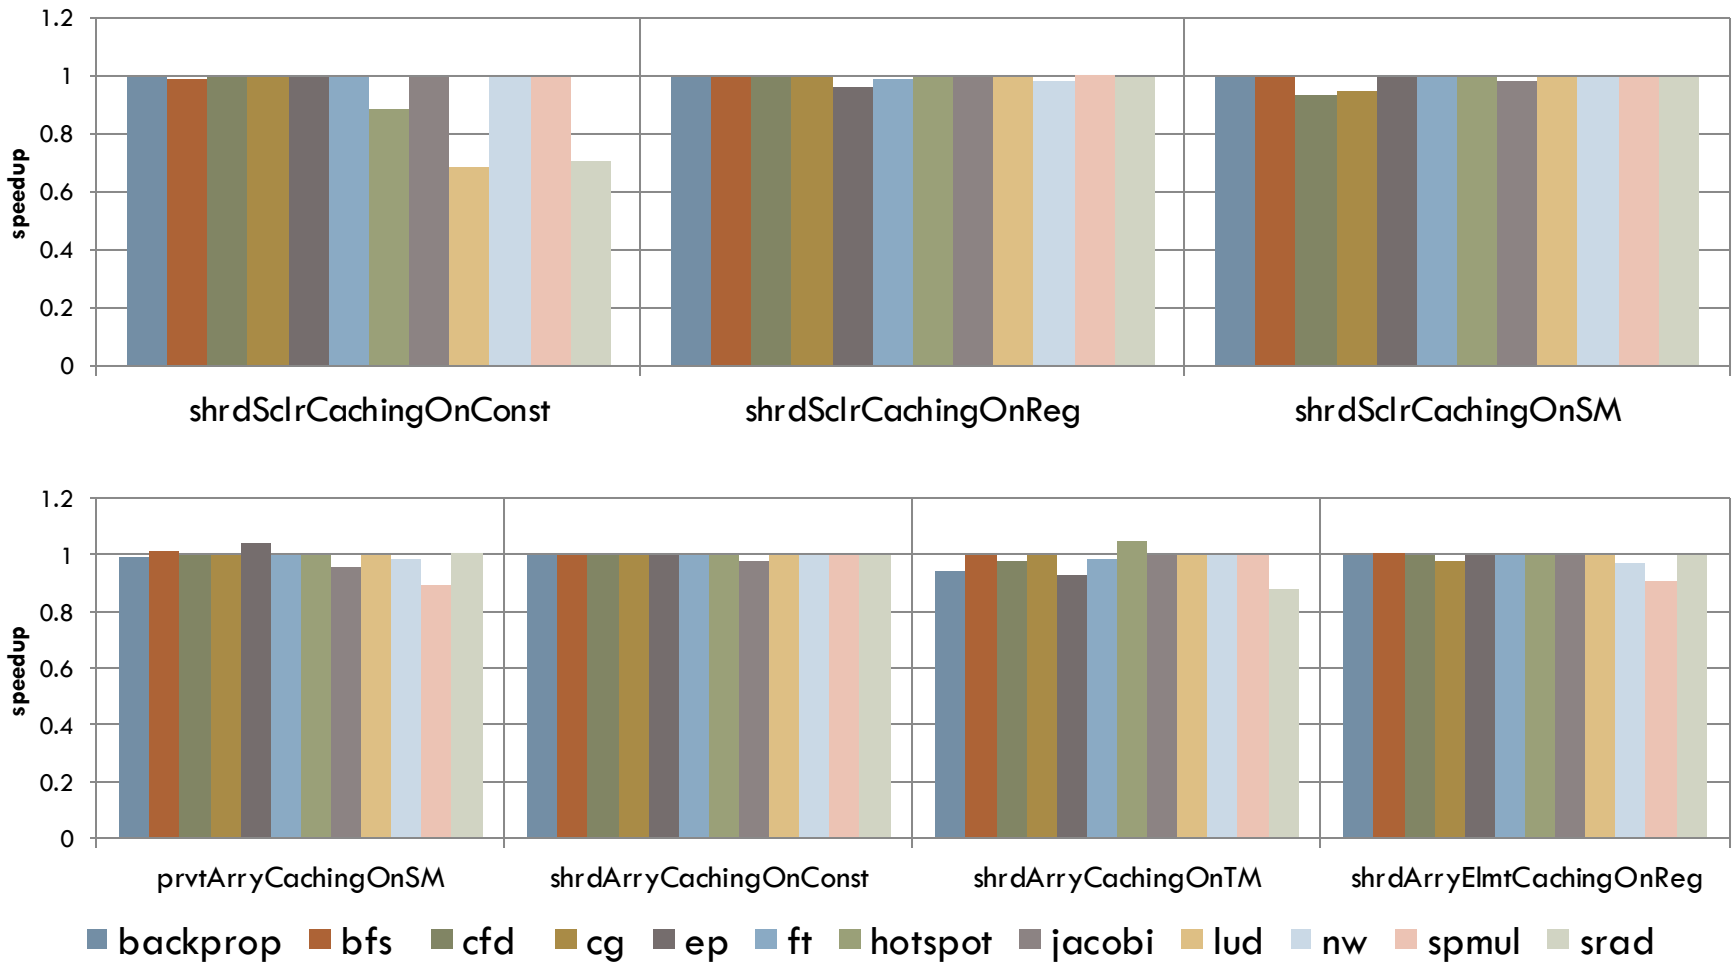 1.2
1
0.8
0.6
0.4
0.2
0
speedup
shrdSclrCachingOnConst shrdSclrCachingOnReg shrdSclrCachingOnSM
1.2
1
0.8
0.6
0.4
0.2
0
speedup
prvtArryCachingOnSM shrdArryCachingOnConst shrdArryCachingOnTM shrdArryElmtCachingOnReg
backprop bfs cfd cg ep ft hotspot jacobi lud nw spmul srad